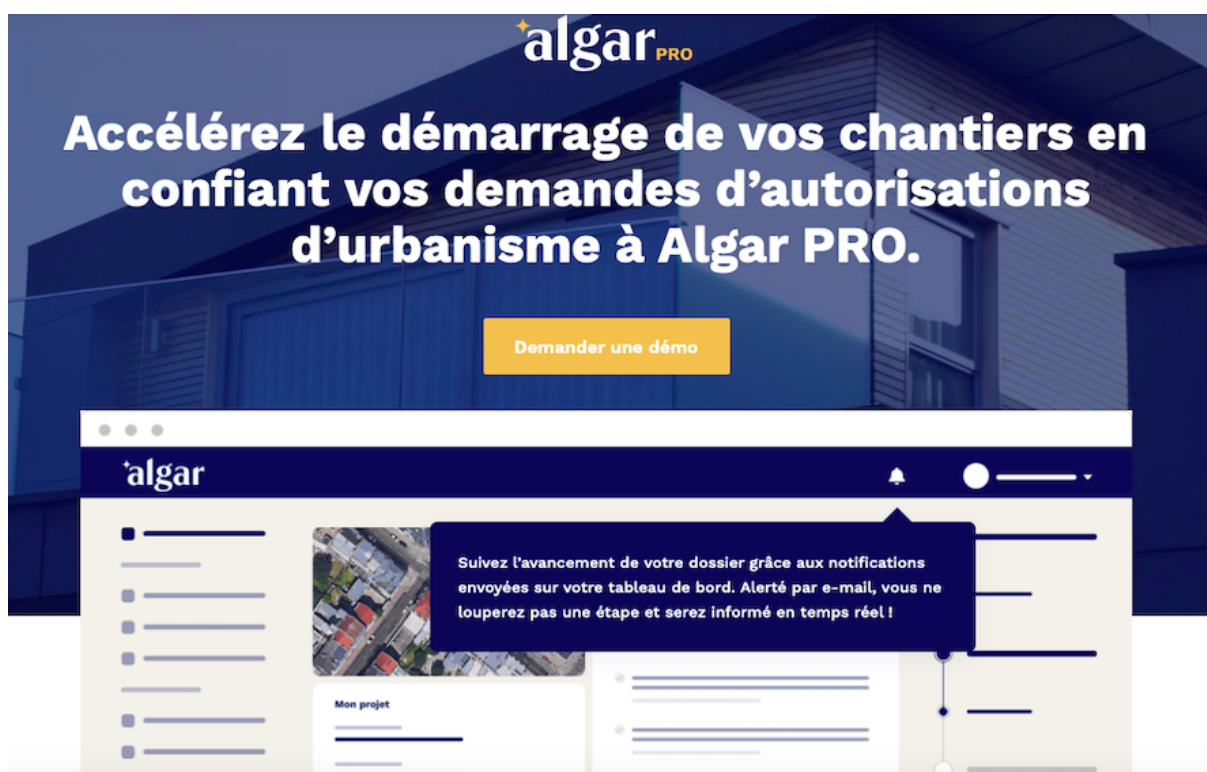 algar PRO
Accélérez le démarrage de vos chantiers en
confiant vos demandes d’autorisations
d’urbanisme à Algar PRO.
Demander une démo
algar
Suivez l’avancement de votre dossier grâce aux notifications
envoyées sur votre tableau de bord. Alerté par e-mail, vous ne
louperez pas une étape et serez informé en temps réel !
Mon projet